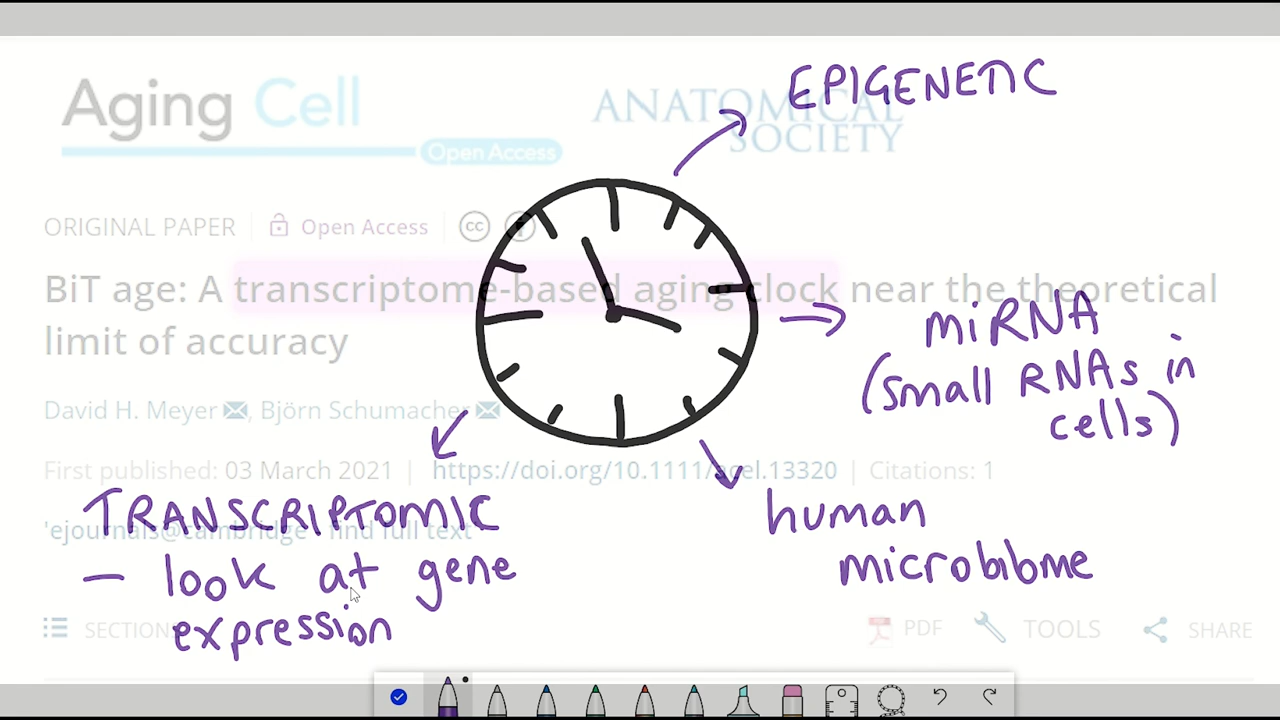 EPIGENETIC
Aging Cell
ANATOMICAL
SOCIETY
Open Access
ORIGINAL PAPER
Open Access
cc
BiT age: A transcriptome-based aging clock near the theoretical
limit of accuracy
miRNA
(small RNAs in
cells)
David H. Meyer, Björn Schumacher
First published: 03 March 2021 | https://doi.org/10.1111/acel.13320 | Citations: 1
TRANSCRIPTOMIC
- look at gene
expression
human
microbibme
'ejournals@cambridge - find full text'
SECTIONS
PDF
TOOLS
SHARE